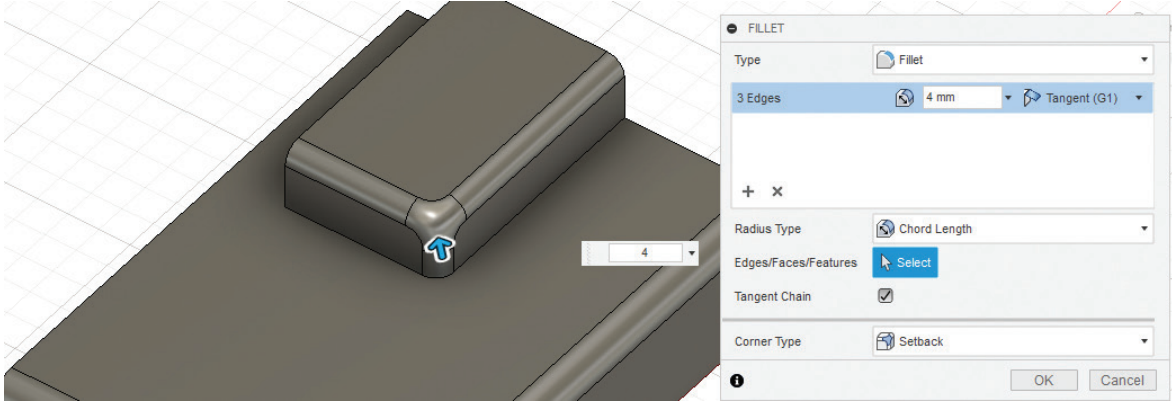 FILLET
Type Fillet
3 Edges 4 mm Tangent (G1)
Radius Type Chord Length
4
Edges/Faces/Features Select
Tangent Chain
Corner Type Setback
OK Cancel